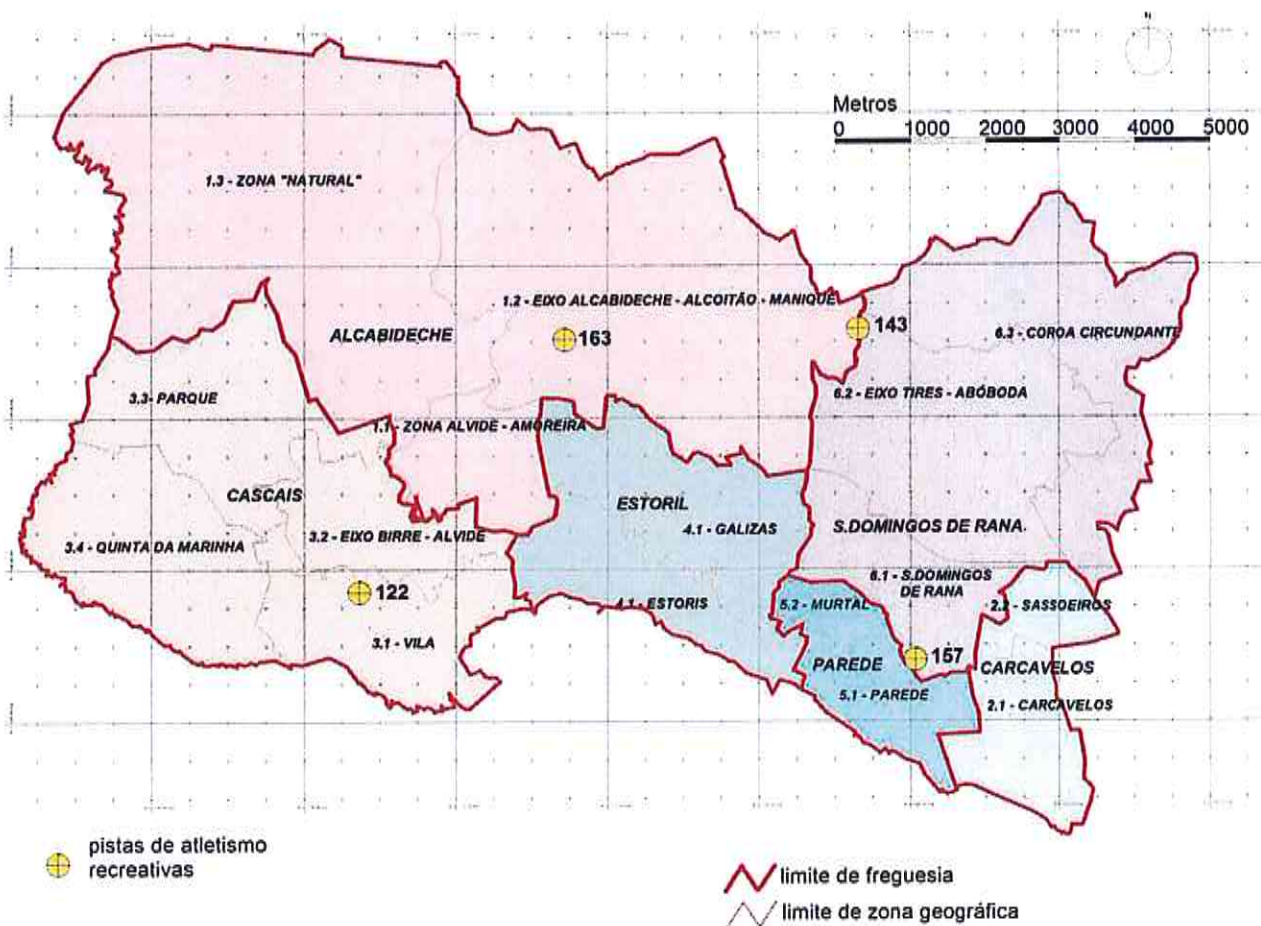 N
Metros
0 1000 2000 3000 4000 5000
1.3 - ZONA "NATURAL"
1.2 - EIXO ALCABIDECHE - ALCOITÃO - MANIQUE
ALCABIDECHE
163
143
6.3 - COROA CIRCUNDANTE
3.3- PARQUE
6.2 - EIXO TIRES - ABÓBODA
1.1 - ZONA ALVIDE - AMOREIRA
CASCAIS
ESTORIL
4.1 - GALIZAS
S.DOMINGOS DE RANA
3.2 - EIXO BIRRE - ALVIDE
3.4 - QUINTA DA MARINHA
6.1 - S.DOMINGOS
DE RANA
122
4.1 - ESTORIS
5.2 - MURTAL
2.2 - SASSOEIROS
3.1 - VILA
157
PAREDE
CARCAVELOS
5.1 - PAREDE
2.1 - CARCAVELOS
pistas de atletismo
recreativas
limite de freguesia
limite de zona geográfica